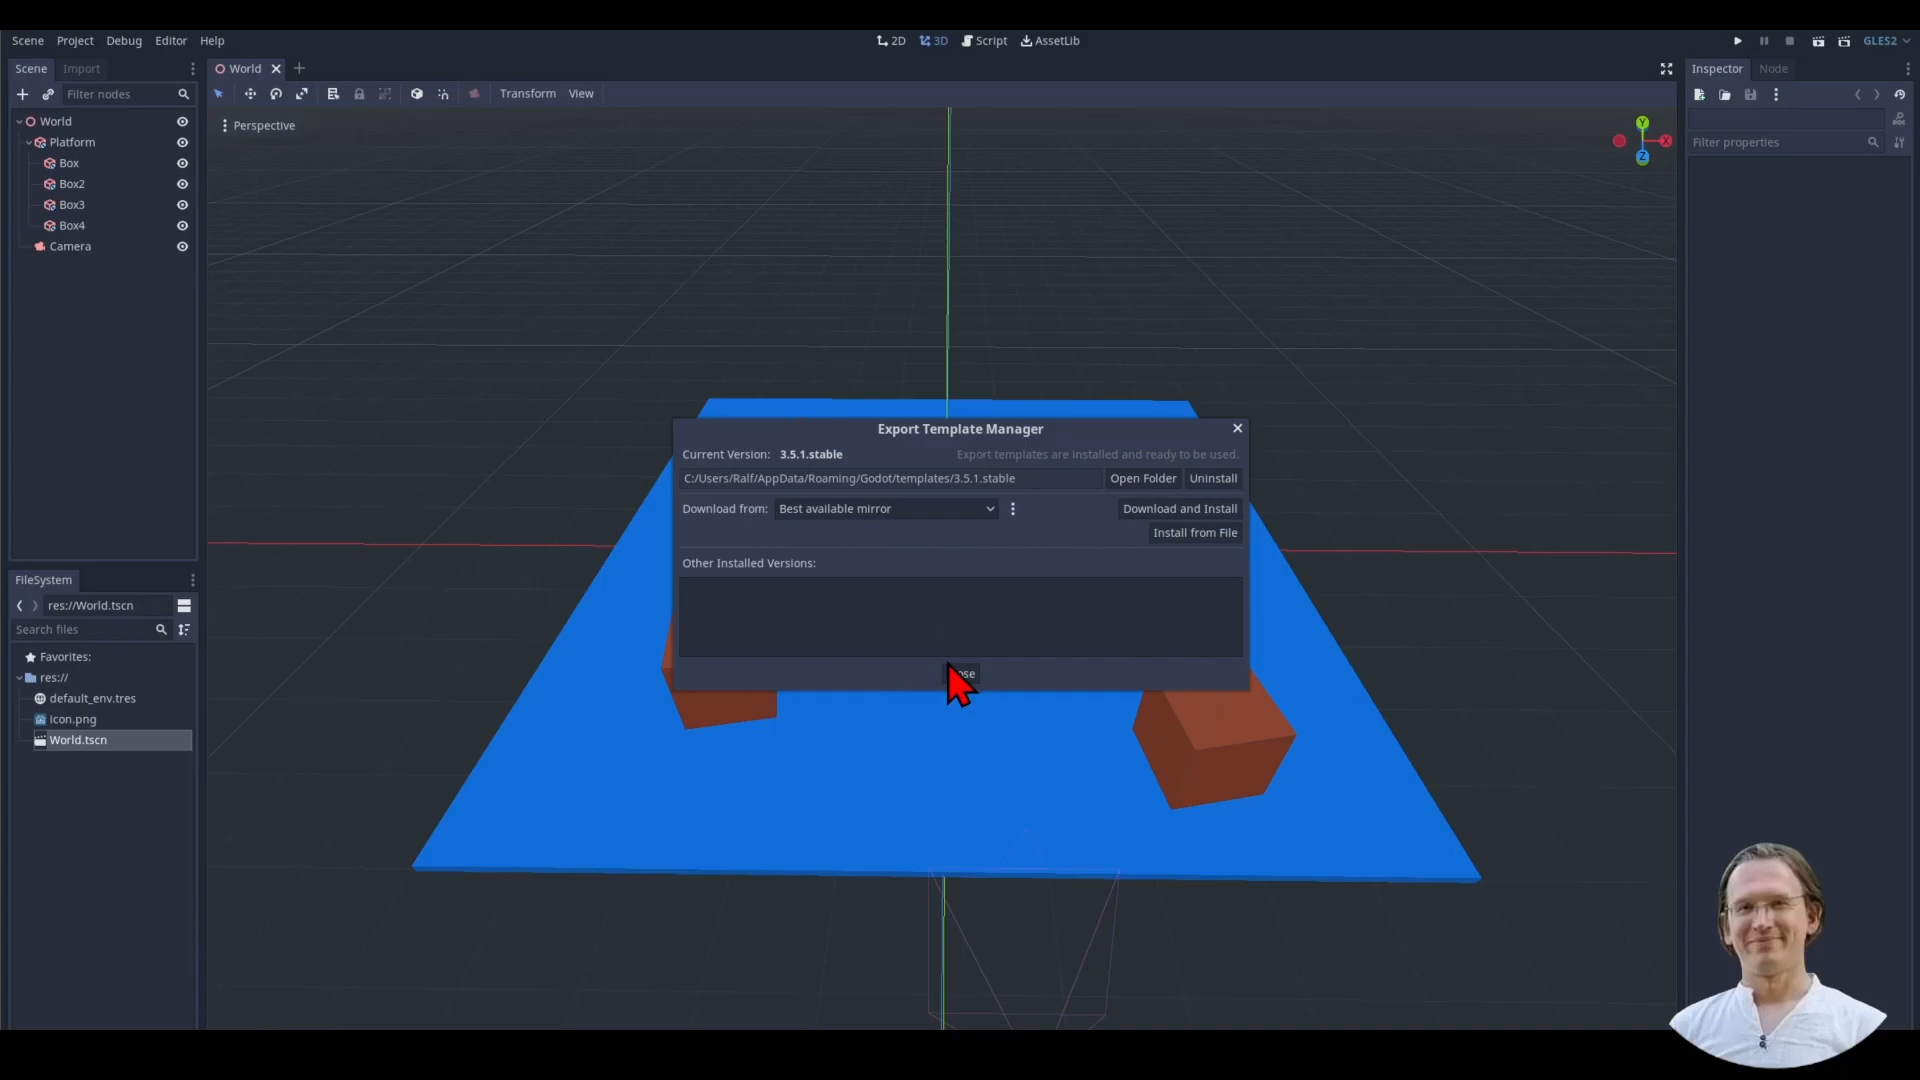 Scene Project Debug Editor Help
2D 3D Script AssetLib
GLES2
Scene Import
World
Inspector Node
Filter nodes
Transform View
World
Perspective
Y
X
Z
Filter properties
Platform
Box
Box2
Box3
Box4
Camera
Export Template Manager
Current Version: 3.5.1.stable Export templates are installed and ready to be used.
C:/Users/Ralf/AppData/Roaming/Godot/templates/3.5.1.stable Open Folder Uninstall
Download from: Best available mirror Download and Install
Install from File
Other Installed Versions:
FileSystem
res://World.tscn
Search files
Favorites:
res://
default_env.tres
icon.png
World.tscn